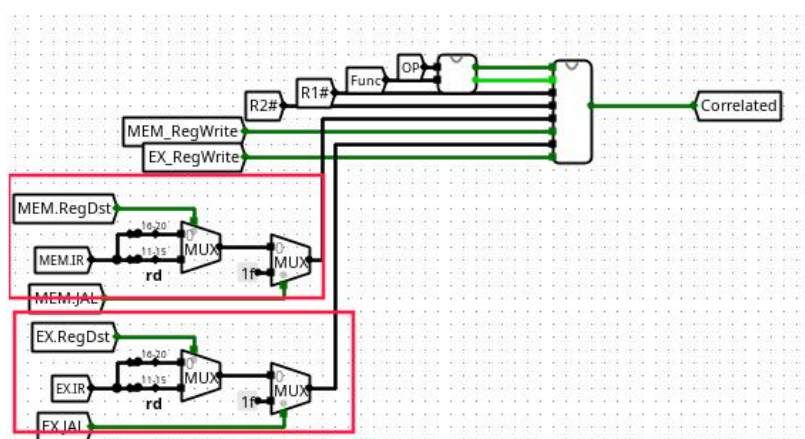 OP
Func
R1#
R2#
Correlated
MEM_RegWrite
EX_RegWrite
MEM.RegDst
16-20
0
MUX
MEM.IR
11-15
rd
0
MUX
1f
MEM.JAL
EX.RegDst
16-20
0
MUX
EX.IR
11-15
rd
0
MUX
1f
EX.JAL